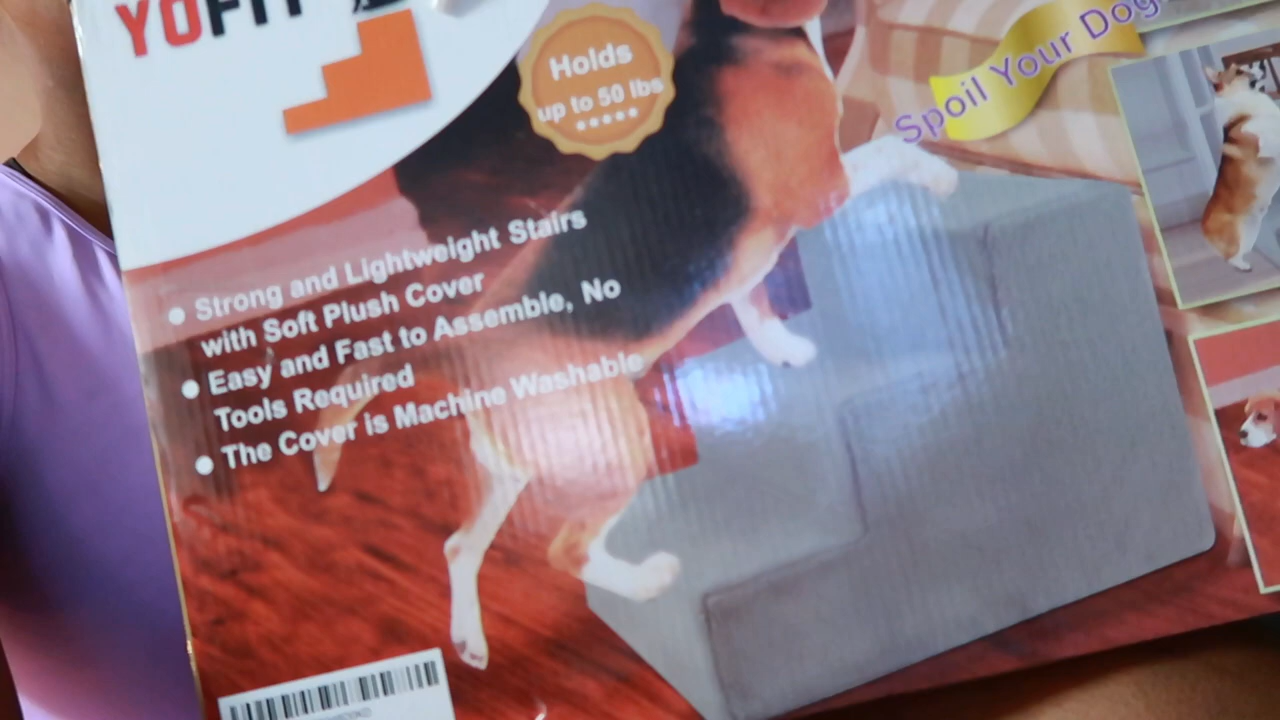 YOFIT
Holds
up to 50 lbs
Spoil Your Dog
● Strong and Lightweight Stairs
with Soft Plush Cover
● Easy and Fast to Assemble, No
Tools Required
● The Cover is Machine Washable